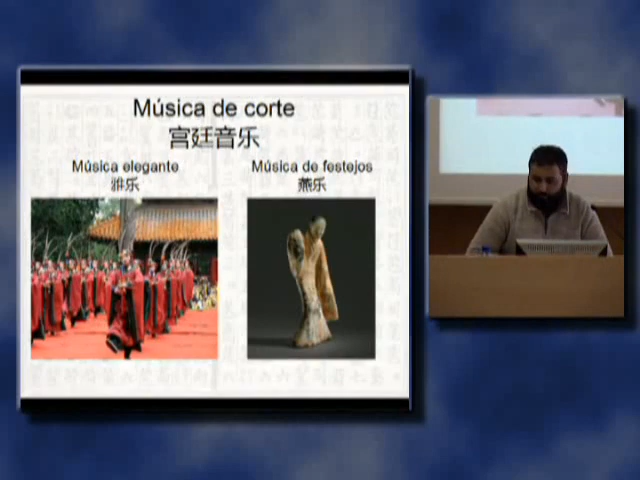 Música de corte
宫廷音乐
Música elegante
雅乐
Música de festejos
燕乐